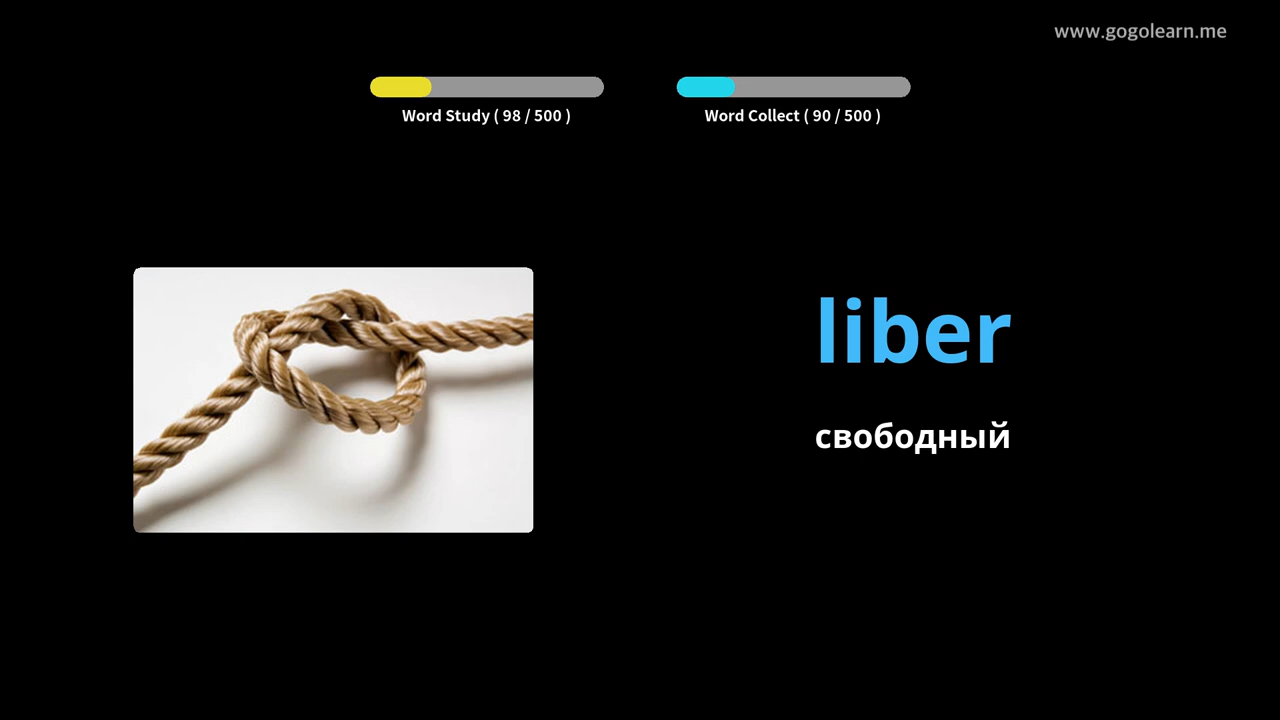 www.gogolearn.me
Word Study ( 98 / 500 )
Word Collect ( 90 / 500 )
liber
свободный